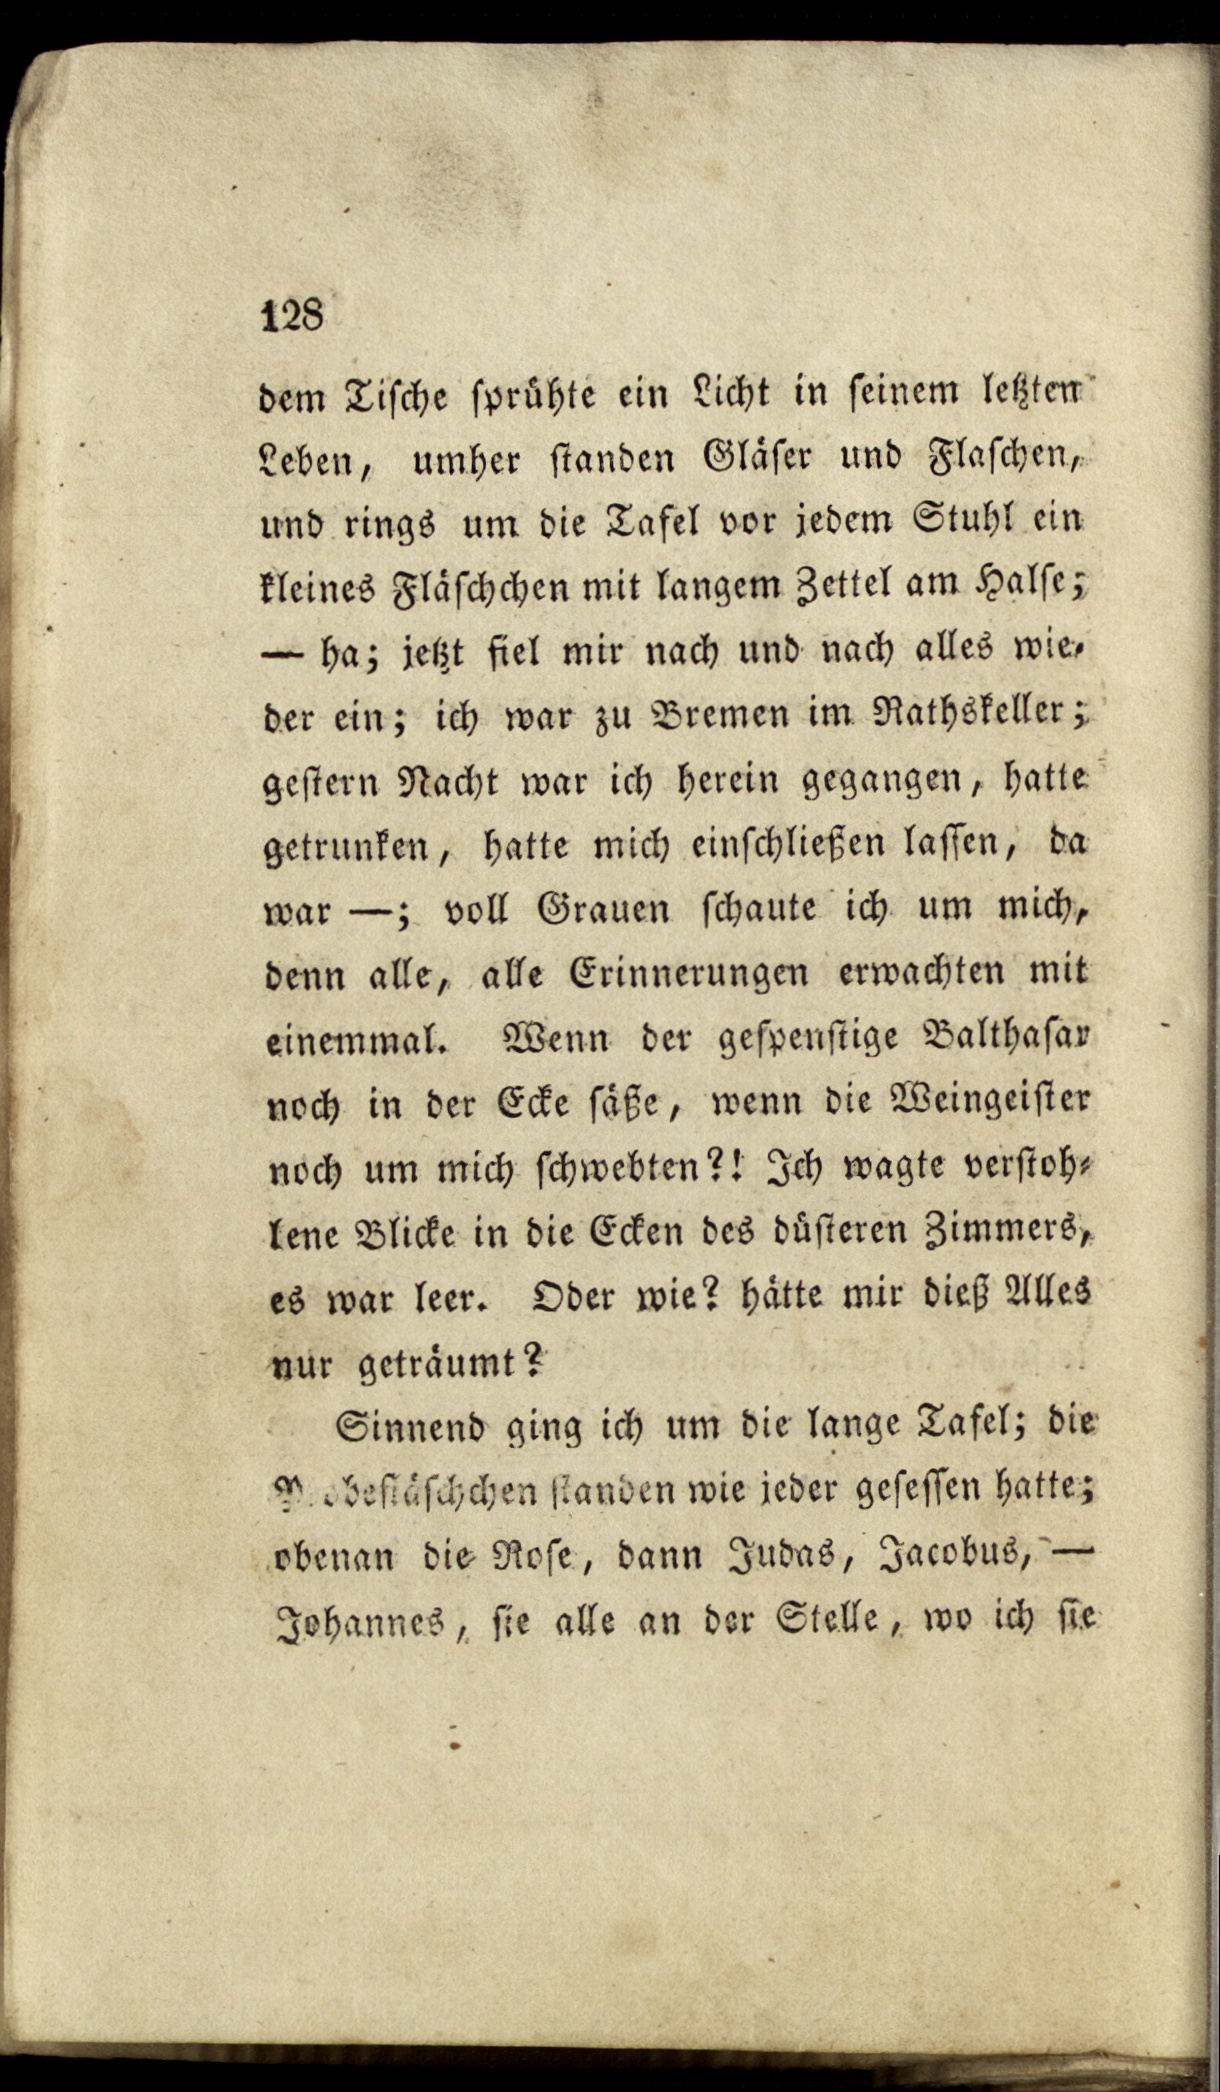 128
dem Tische sprühte ein Licht in seinem letzten
Leben, umher standen Gläser und Flaschen,
und rings um die Tafel vor jedem Stuhl ein
kleines Fläschchen mit langem Zettel am Halse;
— ha; jetzt fiel mir nach und nach alles wie-
der ein; ich war zu Bremen im Rathskeller;
gestern Nacht war ich herein gegangen, hatte
getrunken, hatte mich einschließen lassen, da
war —; voll Grauen schaute ich um mich,
denn alle, alle Erinnerungen erwachten mit
einemmal. Wenn der gespenstige Balthasar
noch in der Ecke säße, wenn die Weingeister
noch um mich schwebten?! Ich wagte verstoh-
lene Blicke in die Ecken des düsteren Zimmers,
es war leer. Oder wie? hätte mir dieß Alles
nur geträumt?
Sinnend ging ich um die lange Tafel; die
standen wie jeder gesessen hatte;
obenan die Rose, dann Judas, Jacobus, —
Johannes, sie alle an der Stelle, wo ich sie